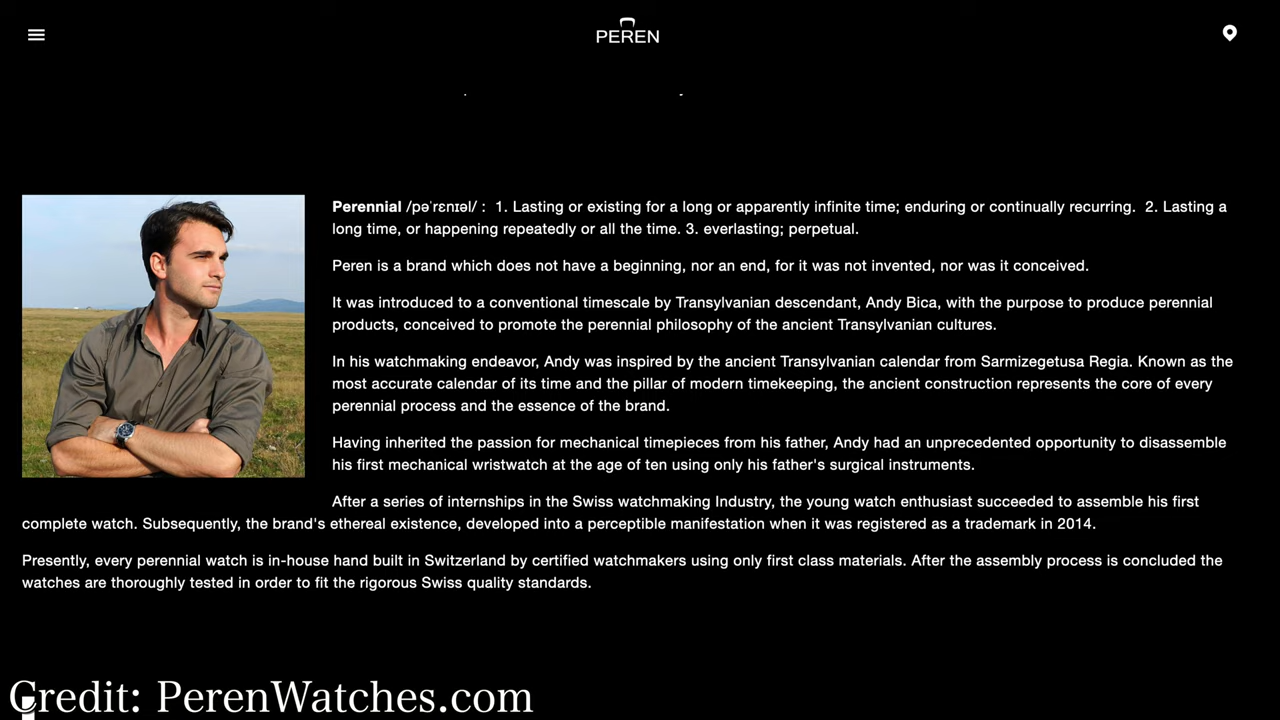 PEREN
Perennial /pəˈrɛnɪəl/ :  1. Lasting or existing for a long or apparently infinite time; enduring or continually recurring.  2. Lasting a
long time, or happening repeatedly or all the time. 3. everlasting; perpetual.
Peren is a brand which does not have a beginning, nor an end, for it was not invented, nor was it conceived.
It was introduced to a conventional timescale by Transylvanian descendant, Andy Bica, with the purpose to produce perennial
products, conceived to promote the perennial philosophy of the ancient Transylvanian cultures.
In his watchmaking endeavor, Andy was inspired by the ancient Transylvanian calendar from Sarmizegetusa Regia. Known as the
most accurate calendar of its time and the pillar of modern timekeeping, the ancient construction represents the core of every
perennial process and the essence of the brand.
Having inherited the passion for mechanical timepieces from his father, Andy had an unprecedented opportunity to disassemble
his first mechanical wristwatch at the age of ten using only his father's surgical instruments.
After a series of internships in the Swiss watchmaking Industry, the young watch enthusiast succeeded to assemble his first
complete watch. Subsequently, the brand's ethereal existence, developed into a perceptible manifestation when it was registered as a trademark in 2014.
Presently, every perennial watch is in-house hand built in Switzerland by certified watchmakers using only first class materials. After the assembly process is concluded the
watches are thoroughly tested in order to fit the rigorous Swiss quality standards.
Credit: PerenWatches.com